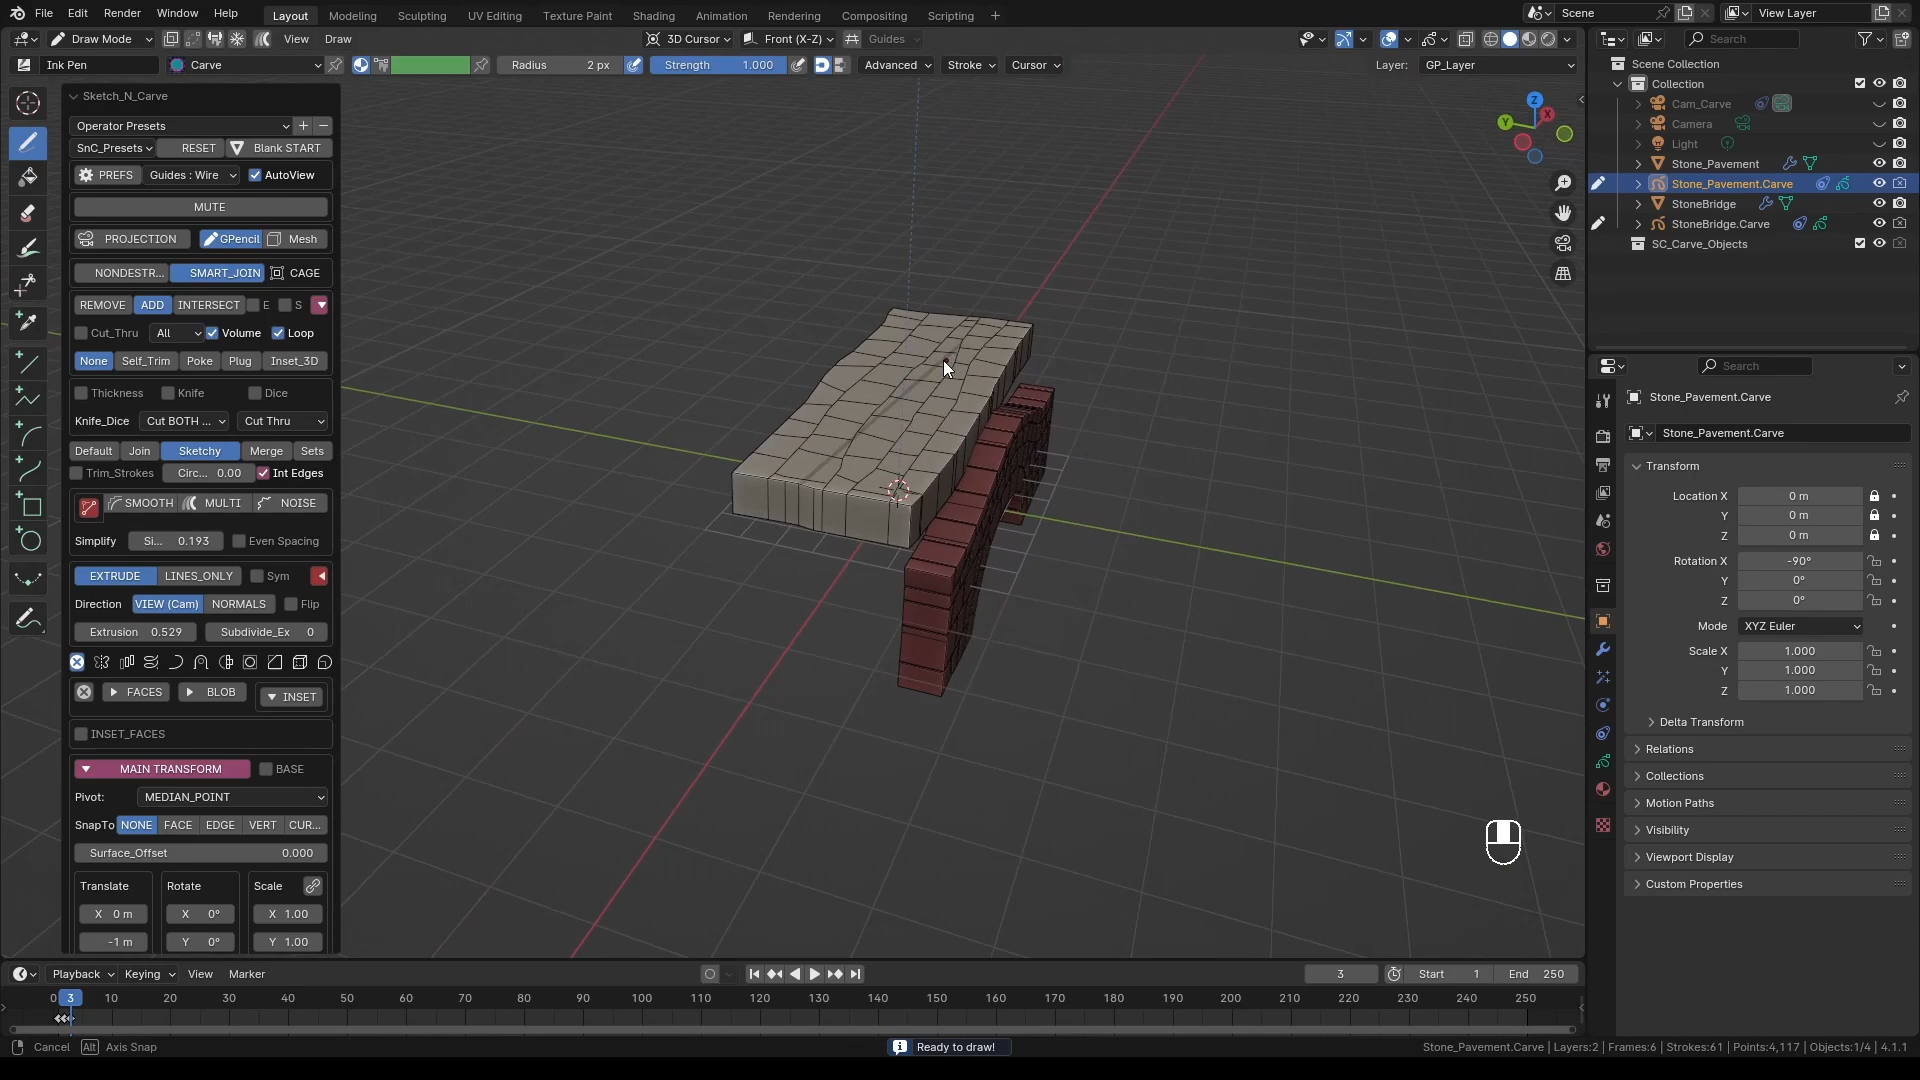 File Edit Render Window Help Layout Modeling Sculpting UV Editing Texture Paint Shading Animation Rendering Compositing Scripting + Scene View Layer
Draw Mode View Draw 3D Cursor Front (X-Z) Guides Search
Ink Pen Carve Radius 2 px Strength 1.000 Advanced Stroke Cursor Layer: GP_Layer
Scene Collection
Collection
Cam_Carve
Camera
Light
Stone_Pavement
Stone_Pavement.Carve
StoneBridge
StoneBridge.Carve
SC_Carve_Objects
Sketch_N_Carve
Operator Presets
SnC_Presets RESET Blank START
PREFS Guides : Wire AutoView
MUTE
PROJECTION GPencil Mesh
NONDESTR... SMART_JOIN CAGE
REMOVE ADD INTERSECT E S
Cut_Thru All Volume Loop
None Self_Trim Poke Plug Inset_3D
Thickness Knife Dice
Knife_Dice Cut BOTH ... Cut Thru
Default Join Sketchy Merge Sets
Trim_Strokes Circ... 0.00 Int Edges
SMOOTH MULTI NOISE
Simplify Si... 0.193 Even Spacing
EXTRUDE LINES_ONLY Sym
Direction VIEW (Cam) NORMALS Flip
Extrusion 0.529 Subdivide_Ex 0
FACES BLOB INSET
INSET_FACES
MAIN TRANSFORM BASE
Pivot: MEDIAN_POINT
SnapTo NONE FACE EDGE VERT CUR...
Surface_Offset 0.000
Translate Rotate Scale
X 0 m X 0° X 1.00
-1 m Y 0° Y 1.00
Z X Y
Search
Stone_Pavement.Carve
Stone_Pavement.Carve
Transform
Location X 0 m
Y 0 m
Z 0 m
Rotation X -90°
Y 0°
Z 0°
Mode XYZ Euler
Scale X 1.000
Y 1.000
Z 1.000
Delta Transform
Relations
Collections
Motion Paths
Visibility
Viewport Display
Custom Properties
Playback Keying View Marker 3 Start 1 End 250
0 3 10 20 30 40 50 60 70 80 90 100 110 120 130 140 150 160 170 180 190 200 210 220 230 240 250
Cancel Alt Axis Snap Ready to draw! Stone_Pavement.Carve | Layers:2 | Frames:6 | Strokes:61 | Points:4,117 | Objects:1/4 | 4.1.1